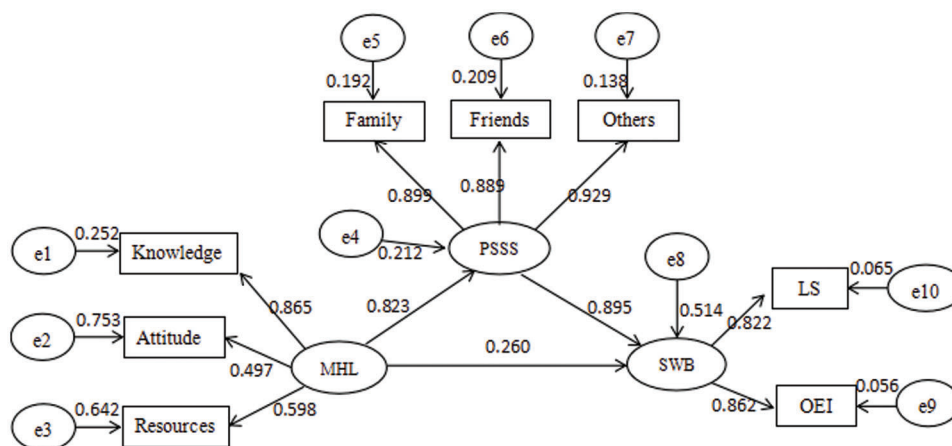 e5
e6
e7
0.192
0.209
0.138
Family
Friends
Others
0.899
0.889
0.929
e4
0.212
PSSS
e1
0.252
Knowledge
0.865
0.823
0.895
e8
0.514
0.822
LS
0.065
e10
e2
0.753
Attitude
0.497
MHL
0.260
SWB
e3
0.642
Resources
0.598
0.862
OEI
0.056
e9